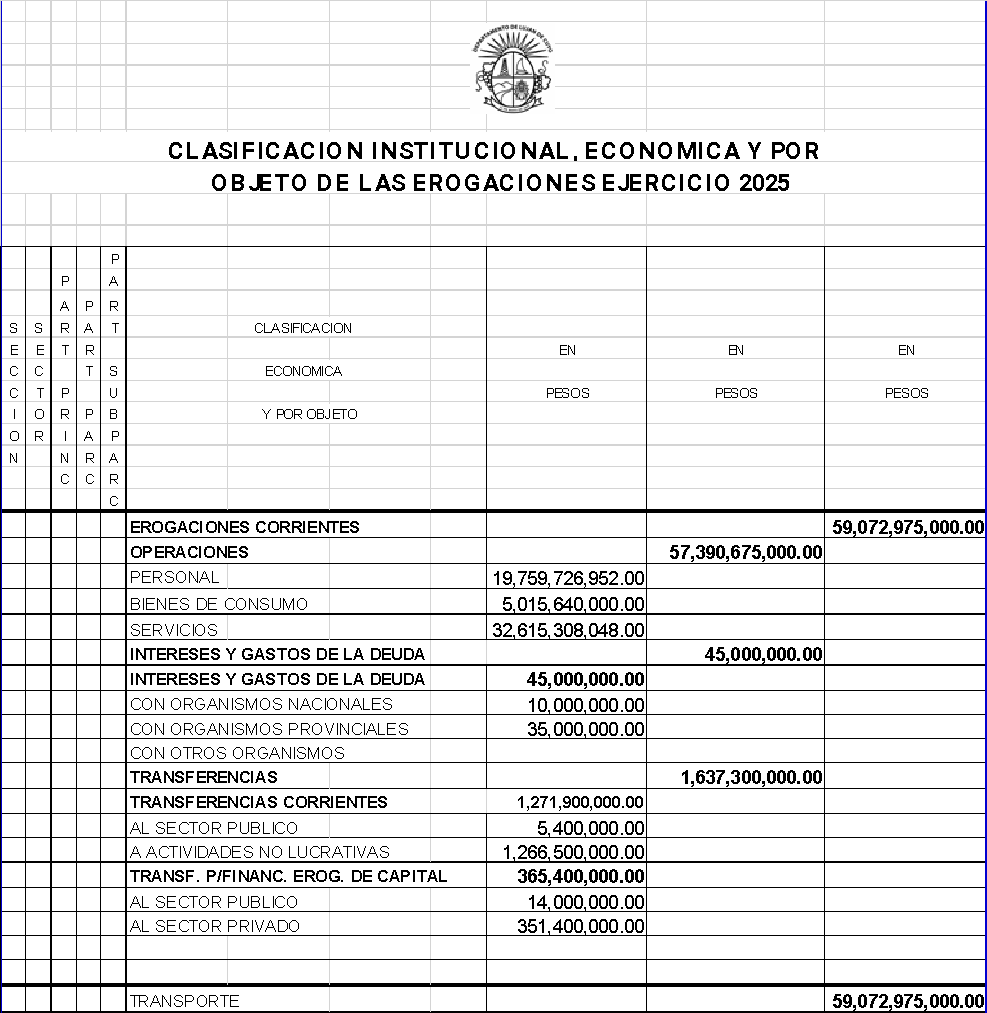 DEPARTAMENTO DE LUJAN DE CUYO
CLASIFICACION INSTITUCIONAL, ECONOMICA Y POR
OBJETO DE LAS EROGACIONES EJERCICIO 2025
SECCION
SECTOR
PART PRINC
PART PARC
PART SUBPARC
CLASIFICACION
ECONOMICA
Y POR OBJETO
EN
PESOS
EN
PESOS
EN
PESOS
EROGACIONES CORRIENTES 59,072,975,000.00
OPERACIONES 57,390,675,000.00
PERSONAL 19,759,726,952.00
BIENES DE CONSUMO 5,015,640,000.00
SERVICIOS 32,615,308,048.00
INTERESES Y GASTOS DE LA DEUDA 45,000,000.00
INTERESES Y GASTOS DE LA DEUDA 45,000,000.00
CON ORGANISMOS NACIONALES 10,000,000.00
CON ORGANISMOS PROVINCIALES 35,000,000.00
CON OTROS ORGANISMOS
TRANSFERENCIAS 1,637,300,000.00
TRANSFERENCIAS CORRIENTES 1,271,900,000.00
AL SECTOR PUBLICO 5,400,000.00
A ACTIVIDADES NO LUCRATIVAS 1,266,500,000.00
TRANSF. P/FINANC. EROG. DE CAPITAL 365,400,000.00
AL SECTOR PUBLICO 14,000,000.00
AL SECTOR PRIVADO 351,400,000.00
TRANSPORTE 59,072,975,000.00